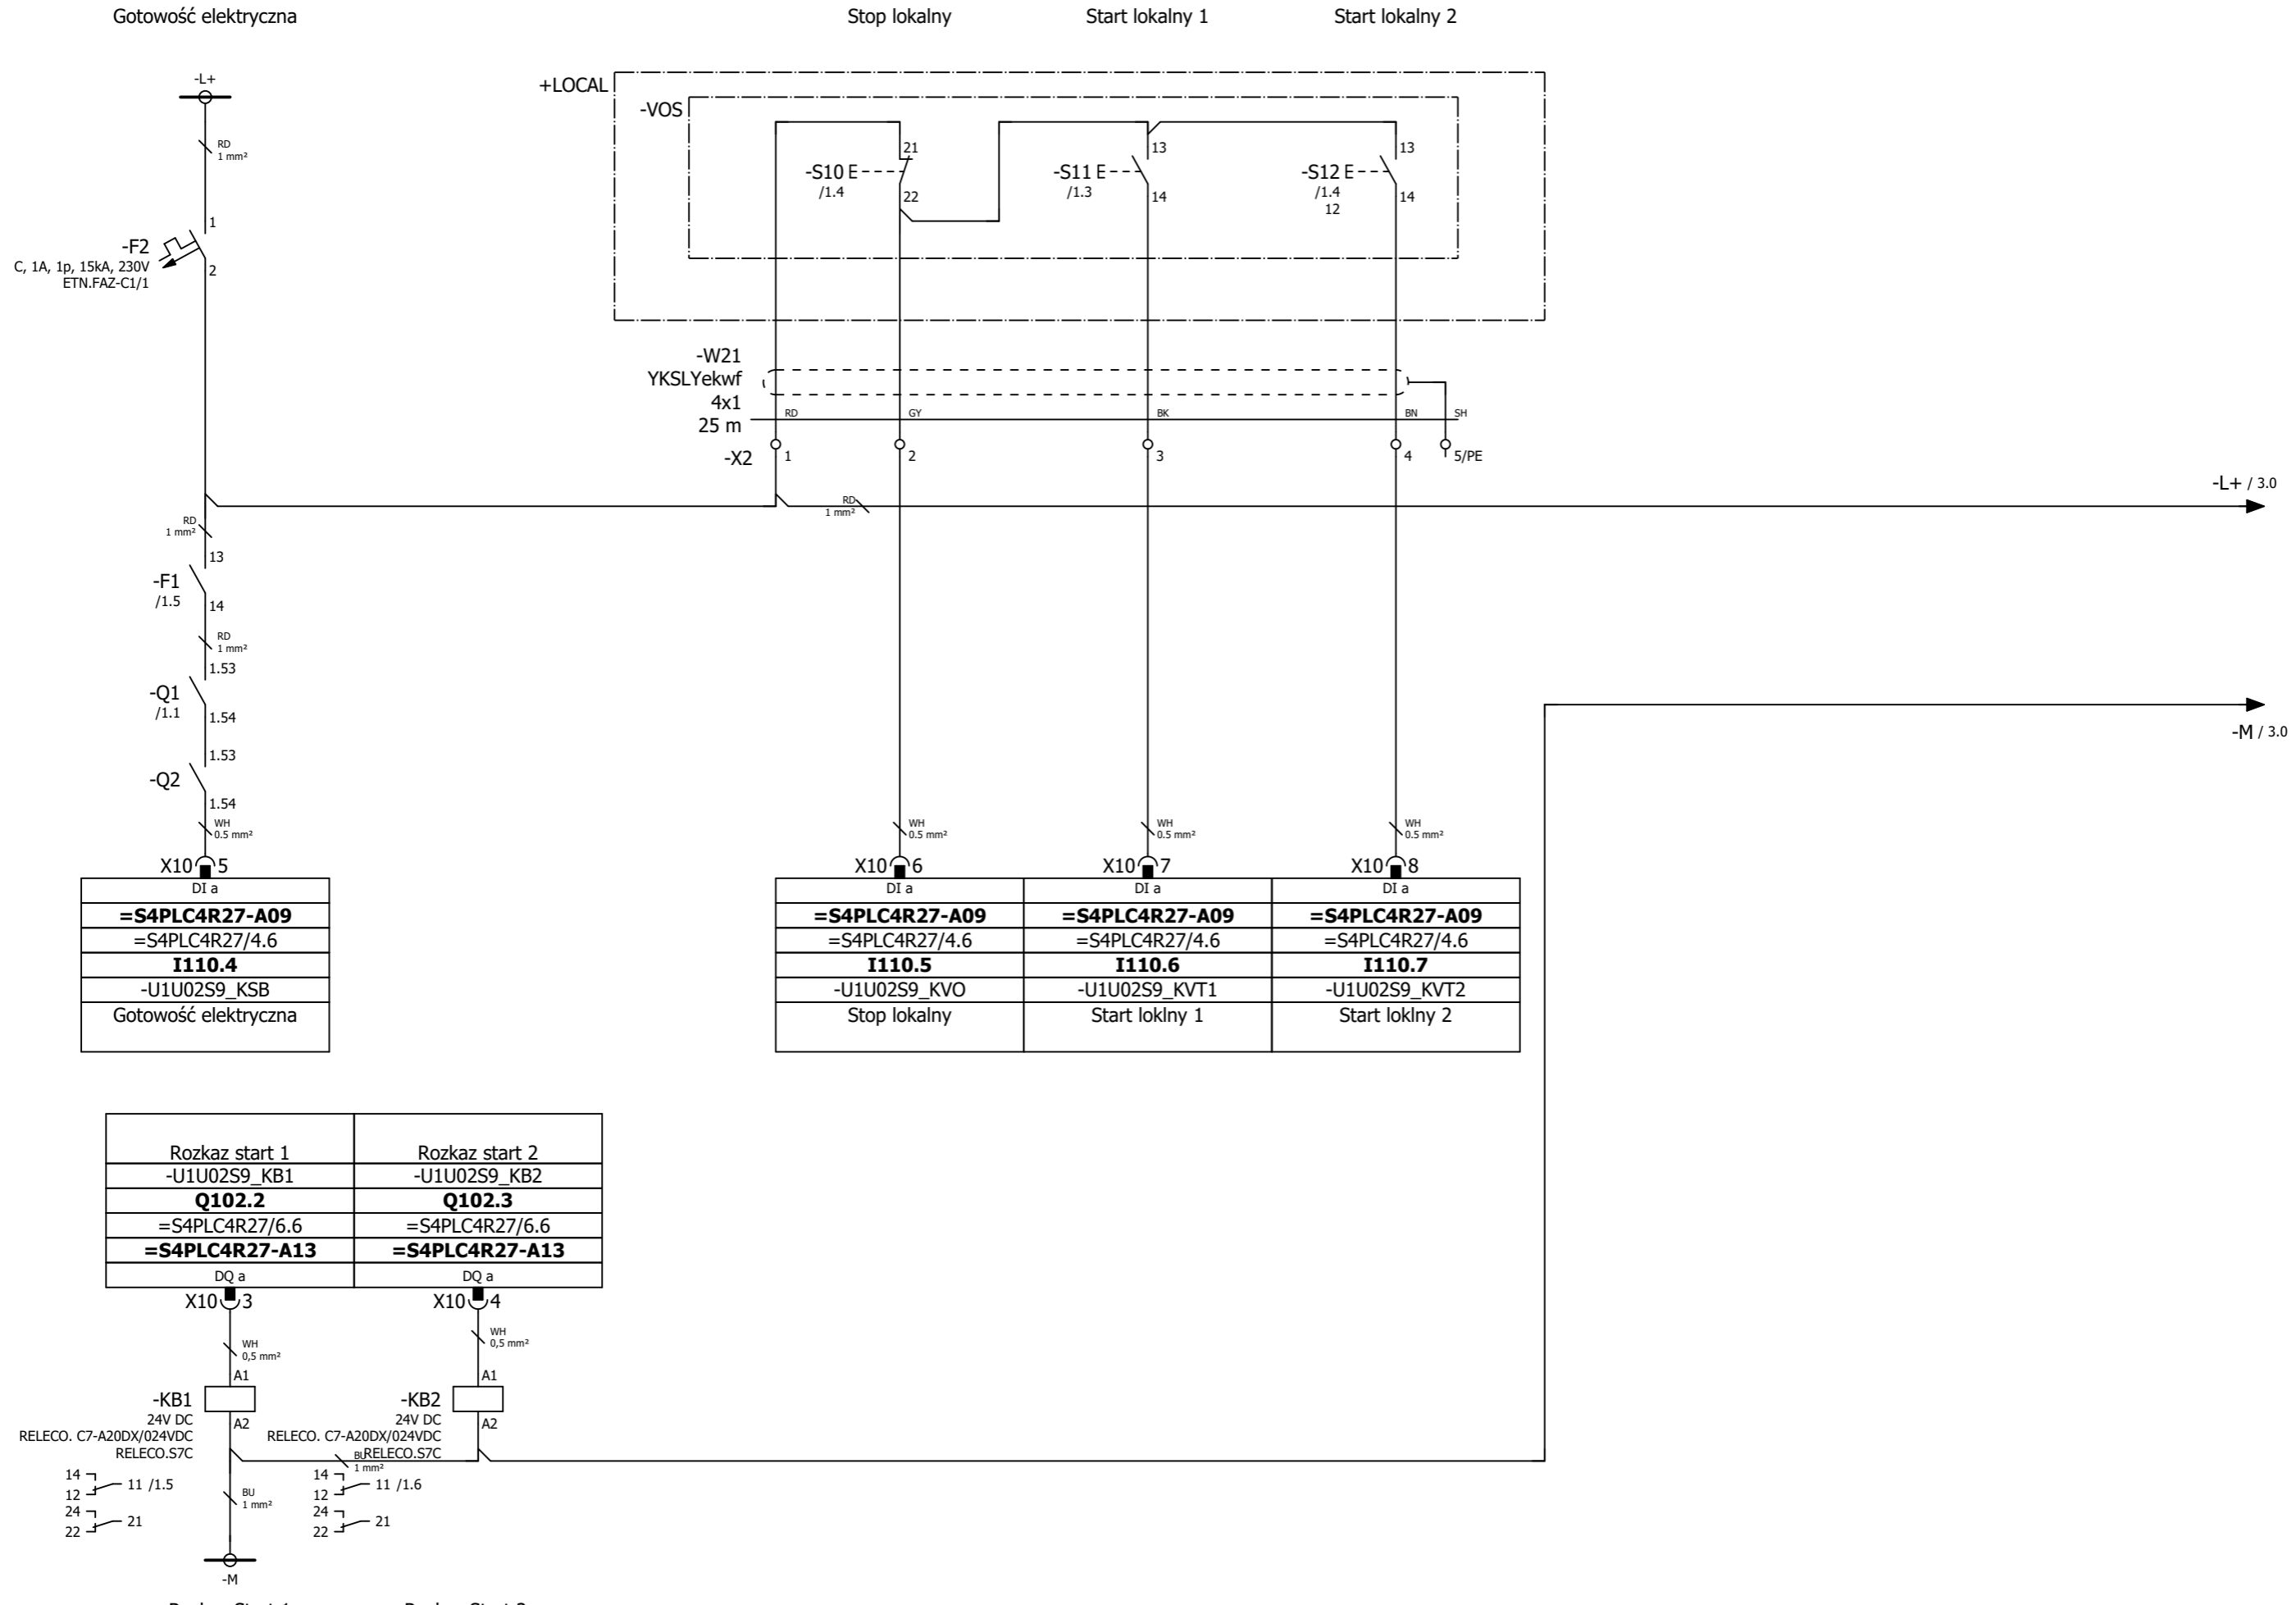 Gotowość elektryczna
Stop lokalny
Start lokalny 1
Start lokalny 2
-L+
+LOCAL
-VOS
RD
1 mm²
21
-S10 E
/1.4
22
13
-S11 E
/1.3
14
13
-S12 E
/1.4
12
14
1
-F2
C, 1A, 1p, 15kA, 230V
ETN.FAZ-C1/1
2
-W21
YKSLYekwf
4x1
25 m
RD
GY
BK
BN
SH
-X2
1
2
3
4
5/PE
-L+ / 3.0
RD
1 mm²
RD
1 mm²
13
-F1
/1.5
14
RD
1 mm²
1.53
-Q1
/1.1
1.54
-M / 3.0
1.53
-Q2
1.54
WH
0.5 mm²
WH
0.5 mm²
WH
0.5 mm²
WH
0.5 mm²
X10 5
X10 6
X10 7
X10 8
DI a
=S4PLC4R27-A09
=S4PLC4R27/4.6
I110.4
-U1U02S9_KSB
Gotowość elektryczna
DI a
=S4PLC4R27-A09
=S4PLC4R27/4.6
I110.5
-U1U02S9_KVO
Stop lokalny
DI a
=S4PLC4R27-A09
=S4PLC4R27/4.6
I110.6
-U1U02S9_KVT1
Start loklny 1
DI a
=S4PLC4R27-A09
=S4PLC4R27/4.6
I110.7
-U1U02S9_KVT2
Start loklny 2
Rozkaz start 1
-U1U02S9_KB1
Q102.2
=S4PLC4R27/6.6
=S4PLC4R27-A13
DQ a
X10 3
Rozkaz start 2
-U1U02S9_KB2
Q102.3
=S4PLC4R27/6.6
=S4PLC4R27-A13
DQ a
X10 4
WH
0,5 mm²
WH
0,5 mm²
A1
-KB1
24V DC
A2
RELECO. C7-A20DX/024VDC
RELECO.S7C
A1
-KB2
24V DC
A2
RELECO. C7-A20DX/024VDC
RELECO.S7C
BU
1 mm²
14
12
11 /1.5
24
22
21
BU
1 mm²
14
12
11 /1.6
24
22
21
-M